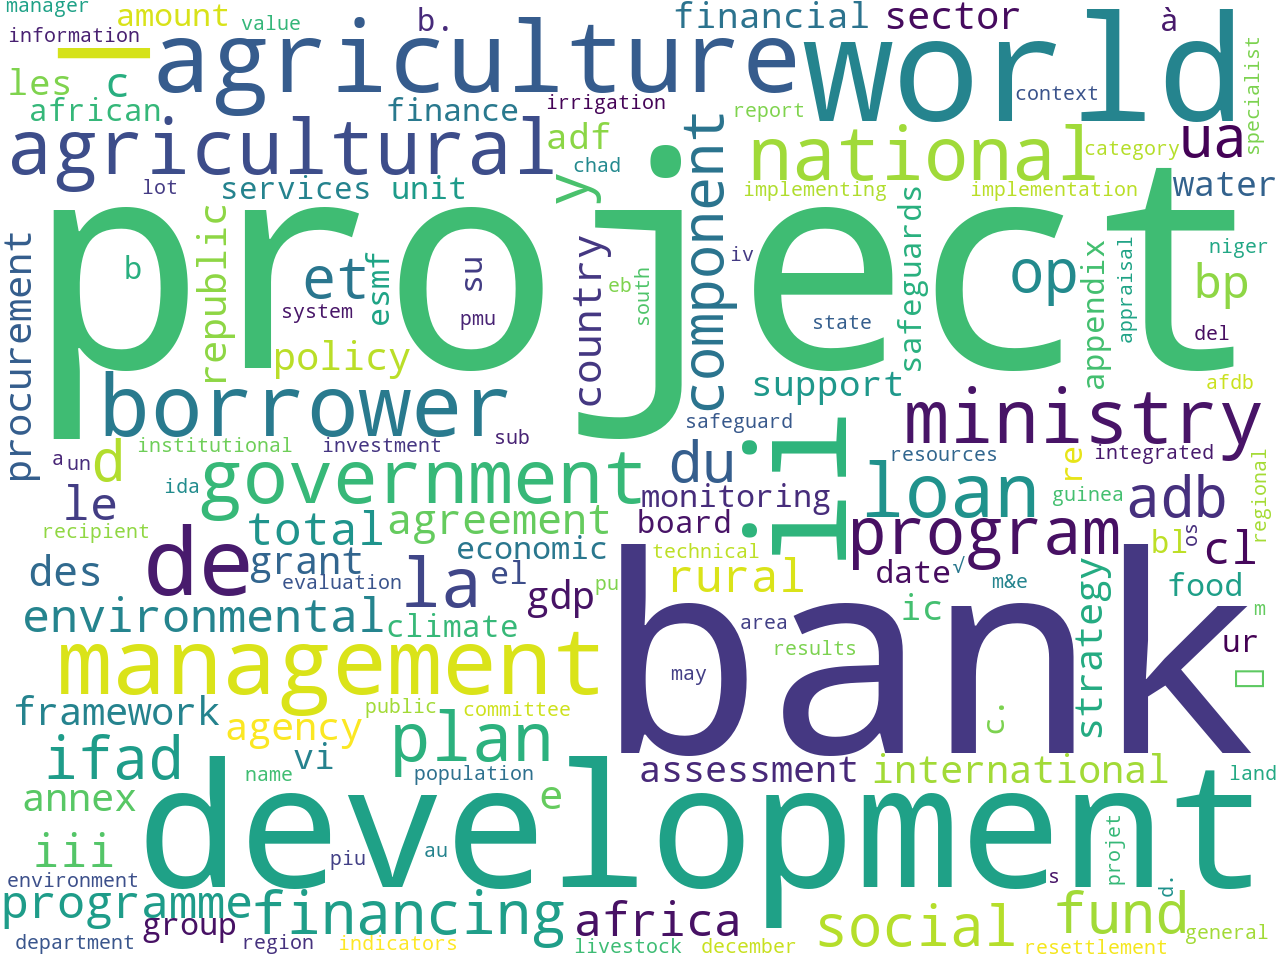 manager amount value b. financial sector à
information — agriculture world
les c african finance irrigation report context specialist
agricultural adf component national category ua
lot services unit chad y implementing implementation water
project
procurement republic b et esmf system su pmu country eb south iv safeguards state op appendix appraisal niger bp del
policy
borrower support afdb
institutional investment sub safeguard ii ministry
a un d government du resources re integrated
ida le monitoring loan guinea adb regional
recipient total agreement board program bl os cl
de grant economic technical date √
des evaluation la el gdp pu rural m&e strategy food
environmental climate bank area ic m
management results ur
may □
framework agency public committee c.
ifad vi plan
name population assessment international land
annex development e
iii piu au projet
environment s d.
programme financing africa social fund
group general
department region indicators livestock december resettlement